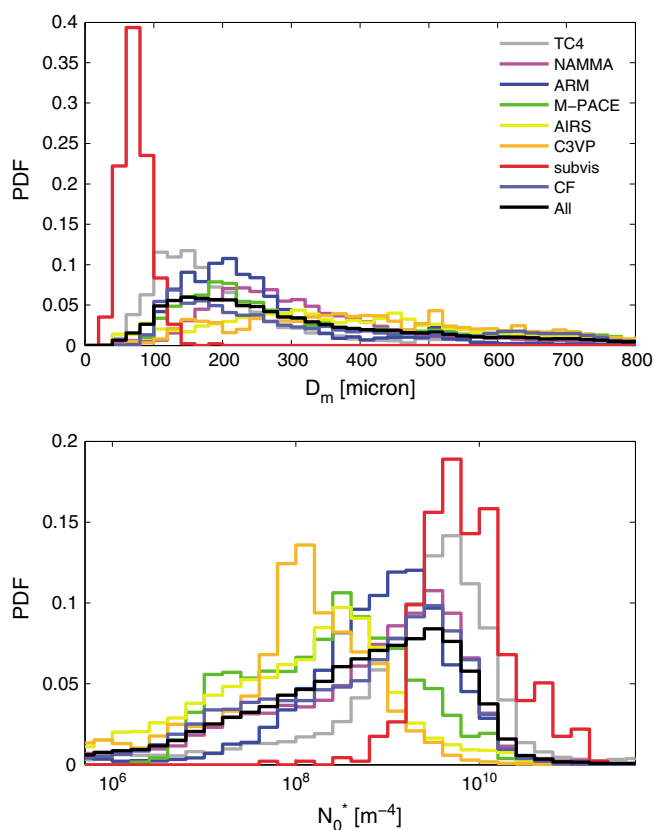 0.4
0.35
0.3
0.25
0.2
0.15
0.1
0.05
0
PDF
TC4
NAMMA
ARM
M−PACE
AIRS
C3VP
subvis
CF
All
0 100 200 300 400 500 600 700 800
D_m [micron]
0.2
0.15
0.1
0.05
0
PDF
10^6 10^8 10^10
N_0^* [m^−4]